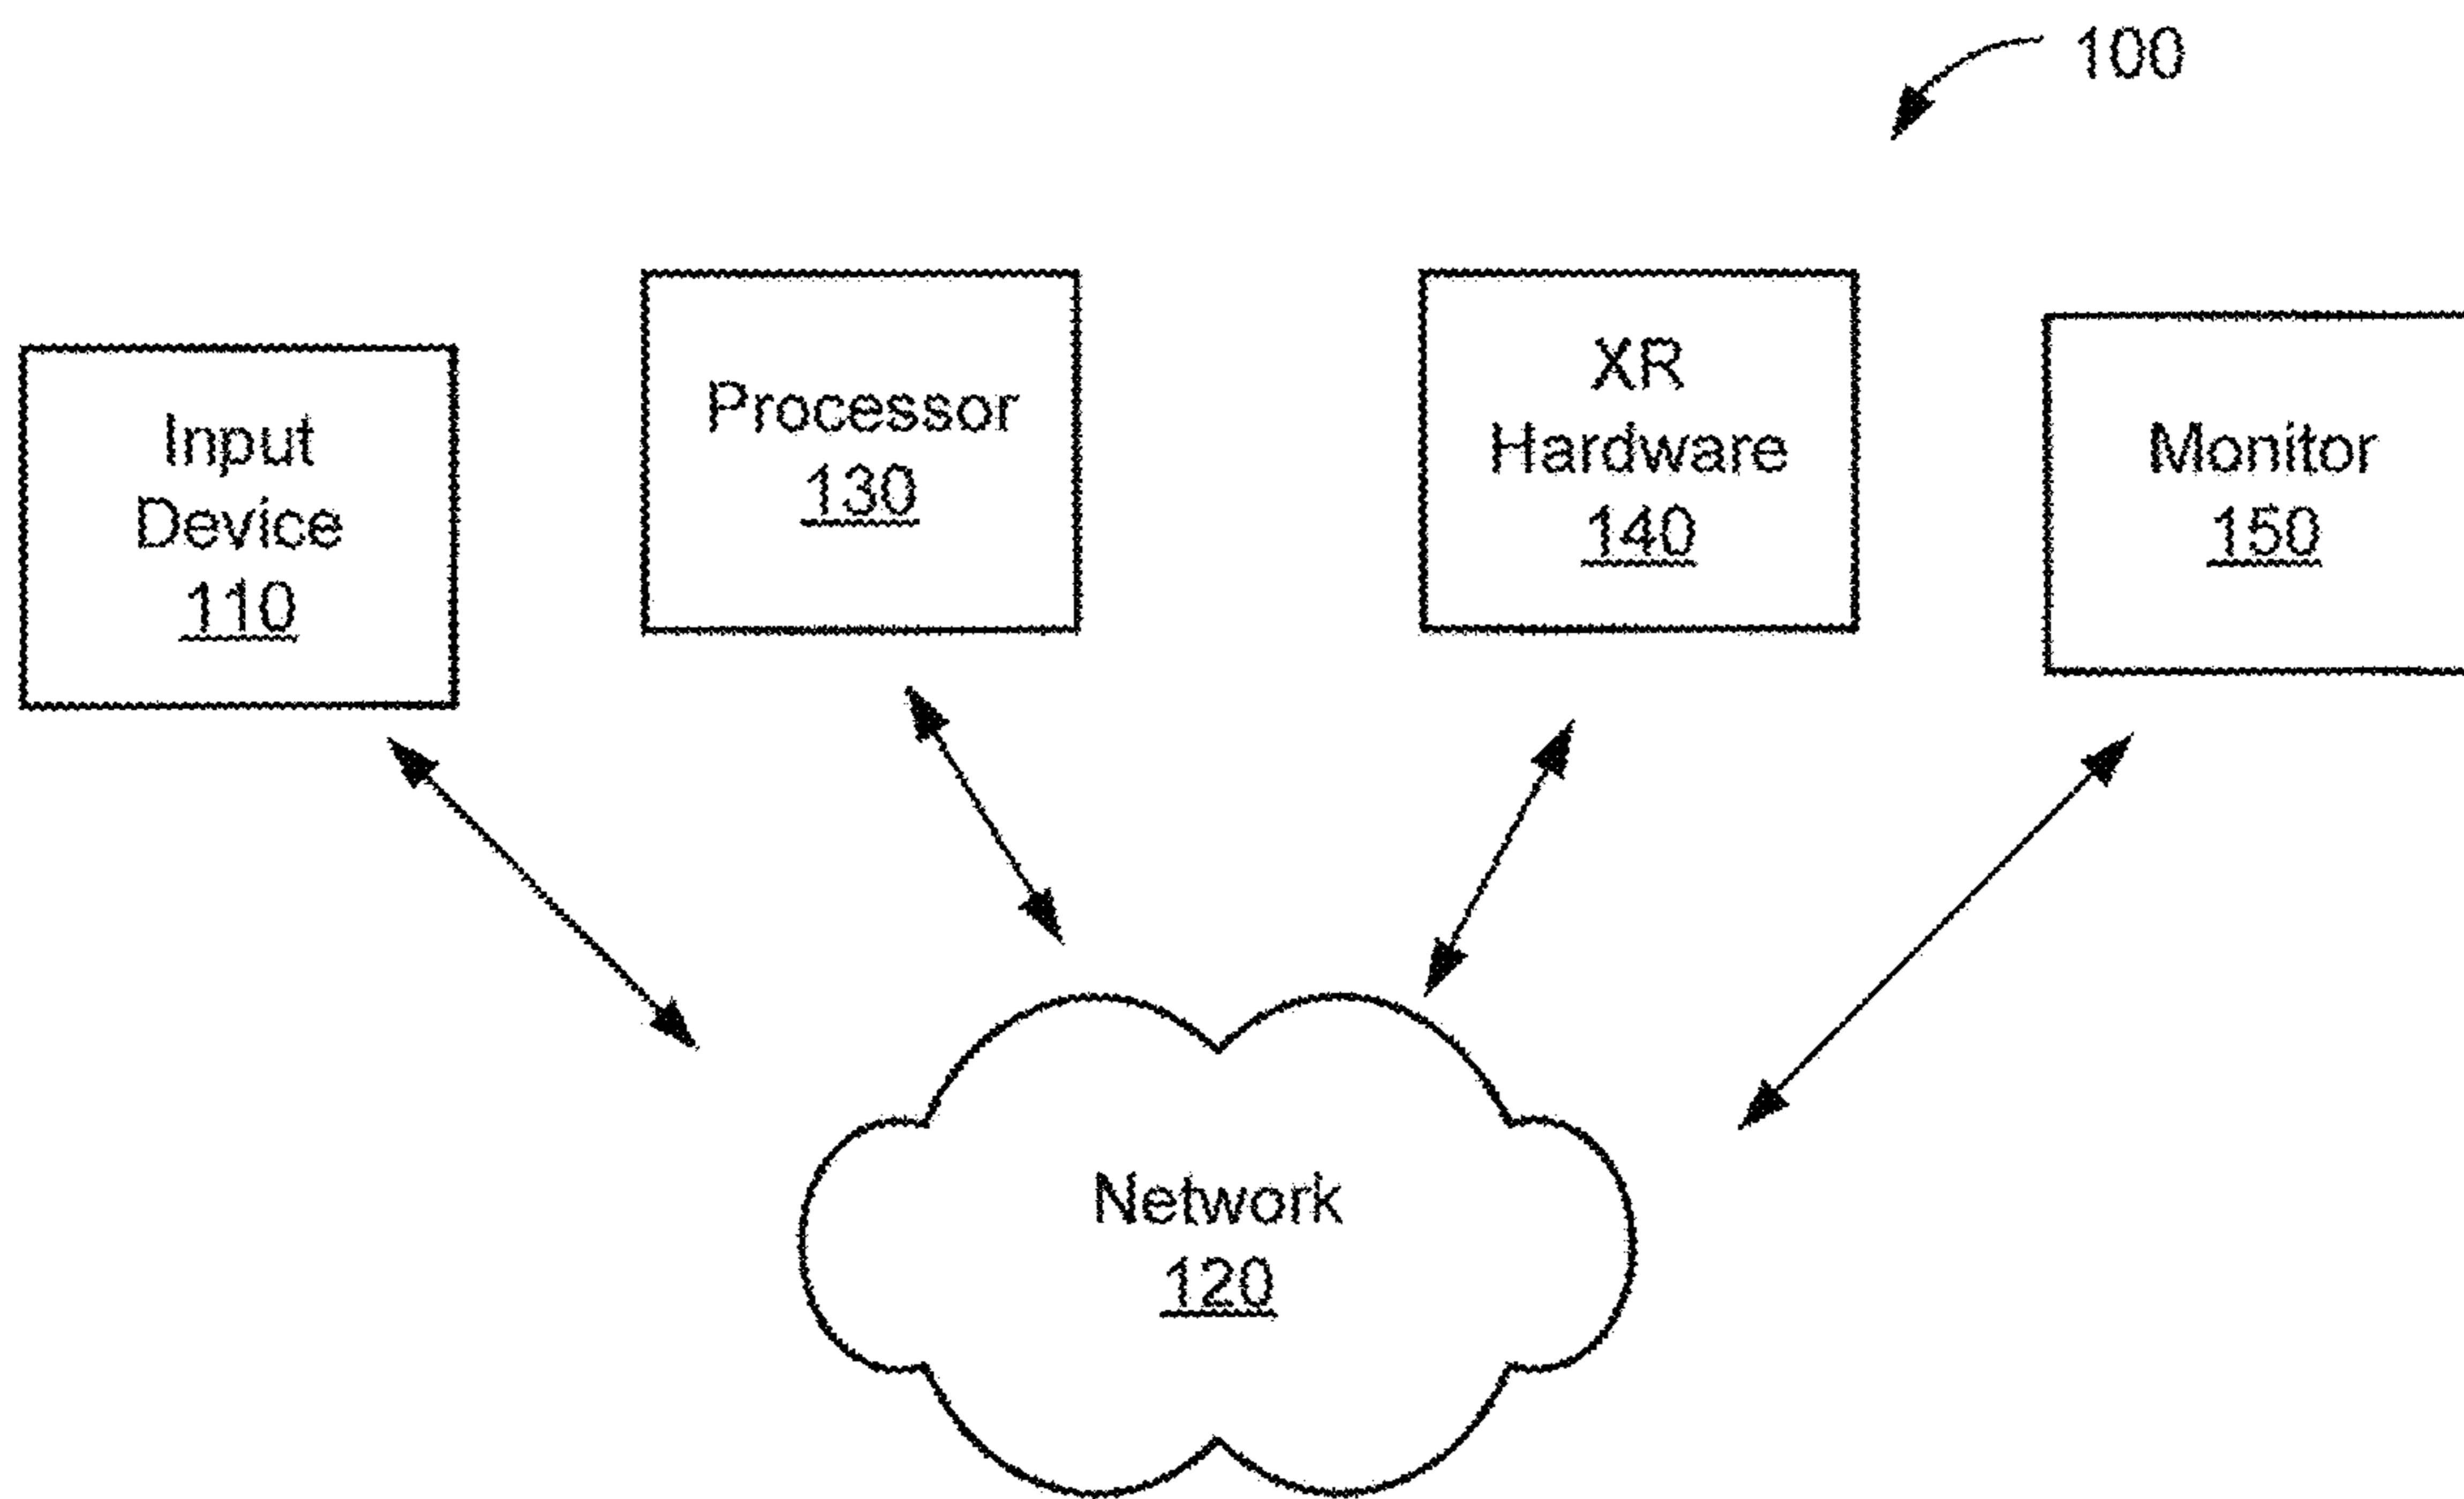 100
Input
Device
110
Processor
130
XR
Hardware
140
Monitor
150
Network
120